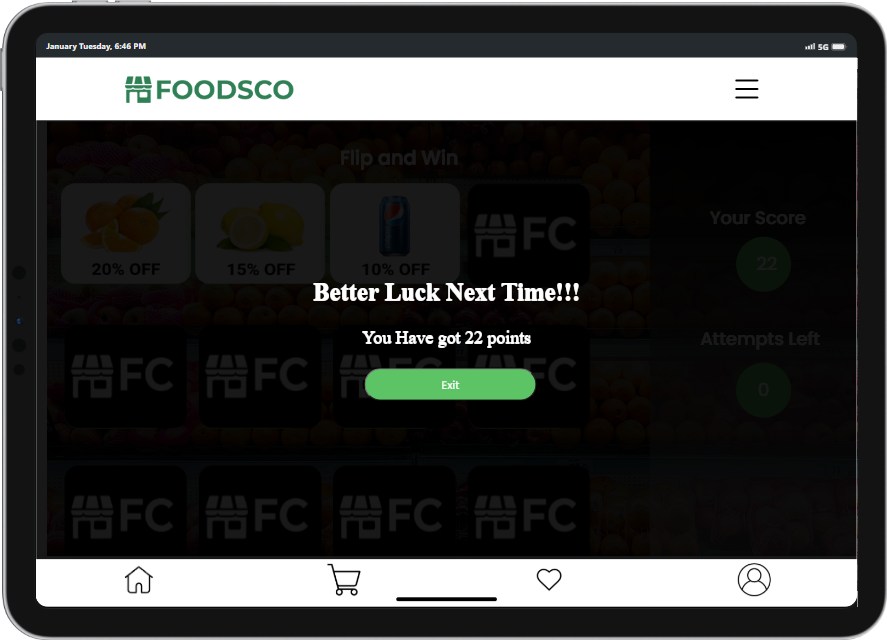 January Tuesday, 6:46 PM
5G
FOODSCO
Flip and Win
20% OFF
15% OFF
10% OFF
FC
Your Score
22
Better Luck Next Time!!!
You Have got 22 points
Attempts Left
0
Exit
FC
FC
FC
FC
FC
FC
FC
FC